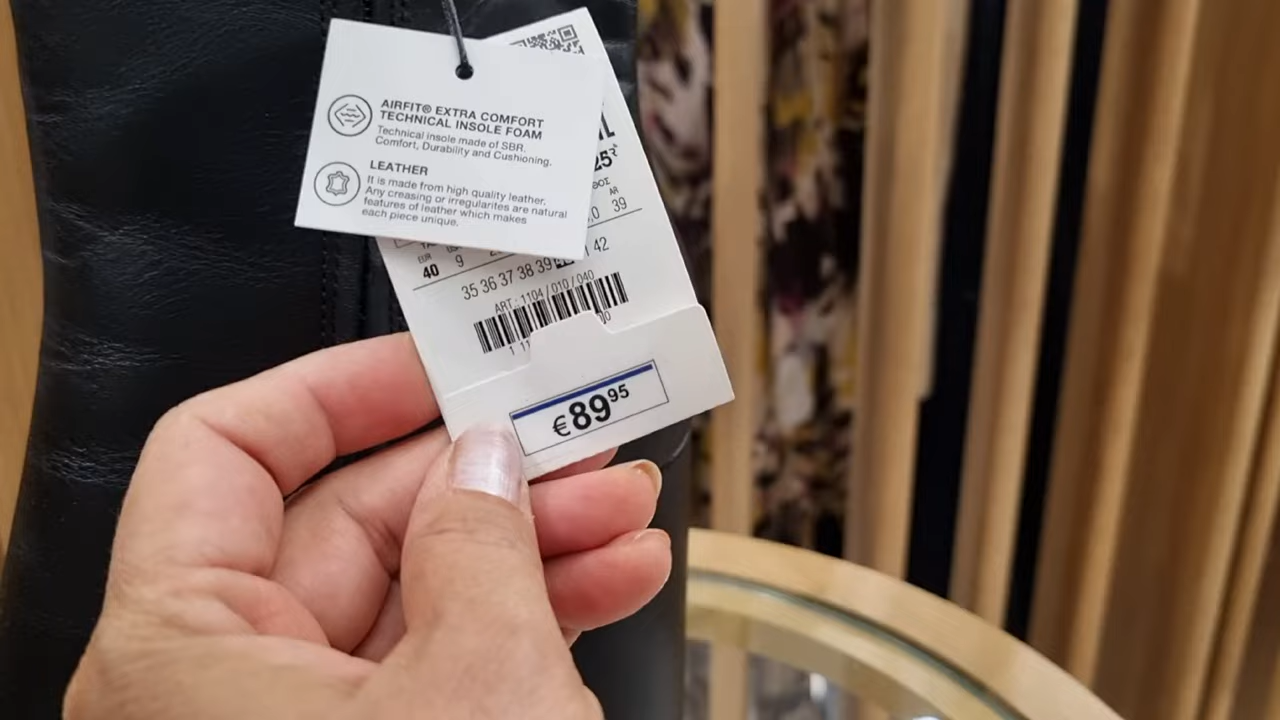 AIRFIT® EXTRA COMFORT
TECHNICAL INSOLE FOAM
Technical insole made of SBR.
Comfort, Durability and Cushioning.
LEATHER
It is made from high quality leather.
Any creasing or irregularites are natural
features of leather which makes
each piece unique.
AR
39
EUR
40 9
35 36 37 38 39 42
ART.: 1104 / 010 / 040
€89⁹⁵